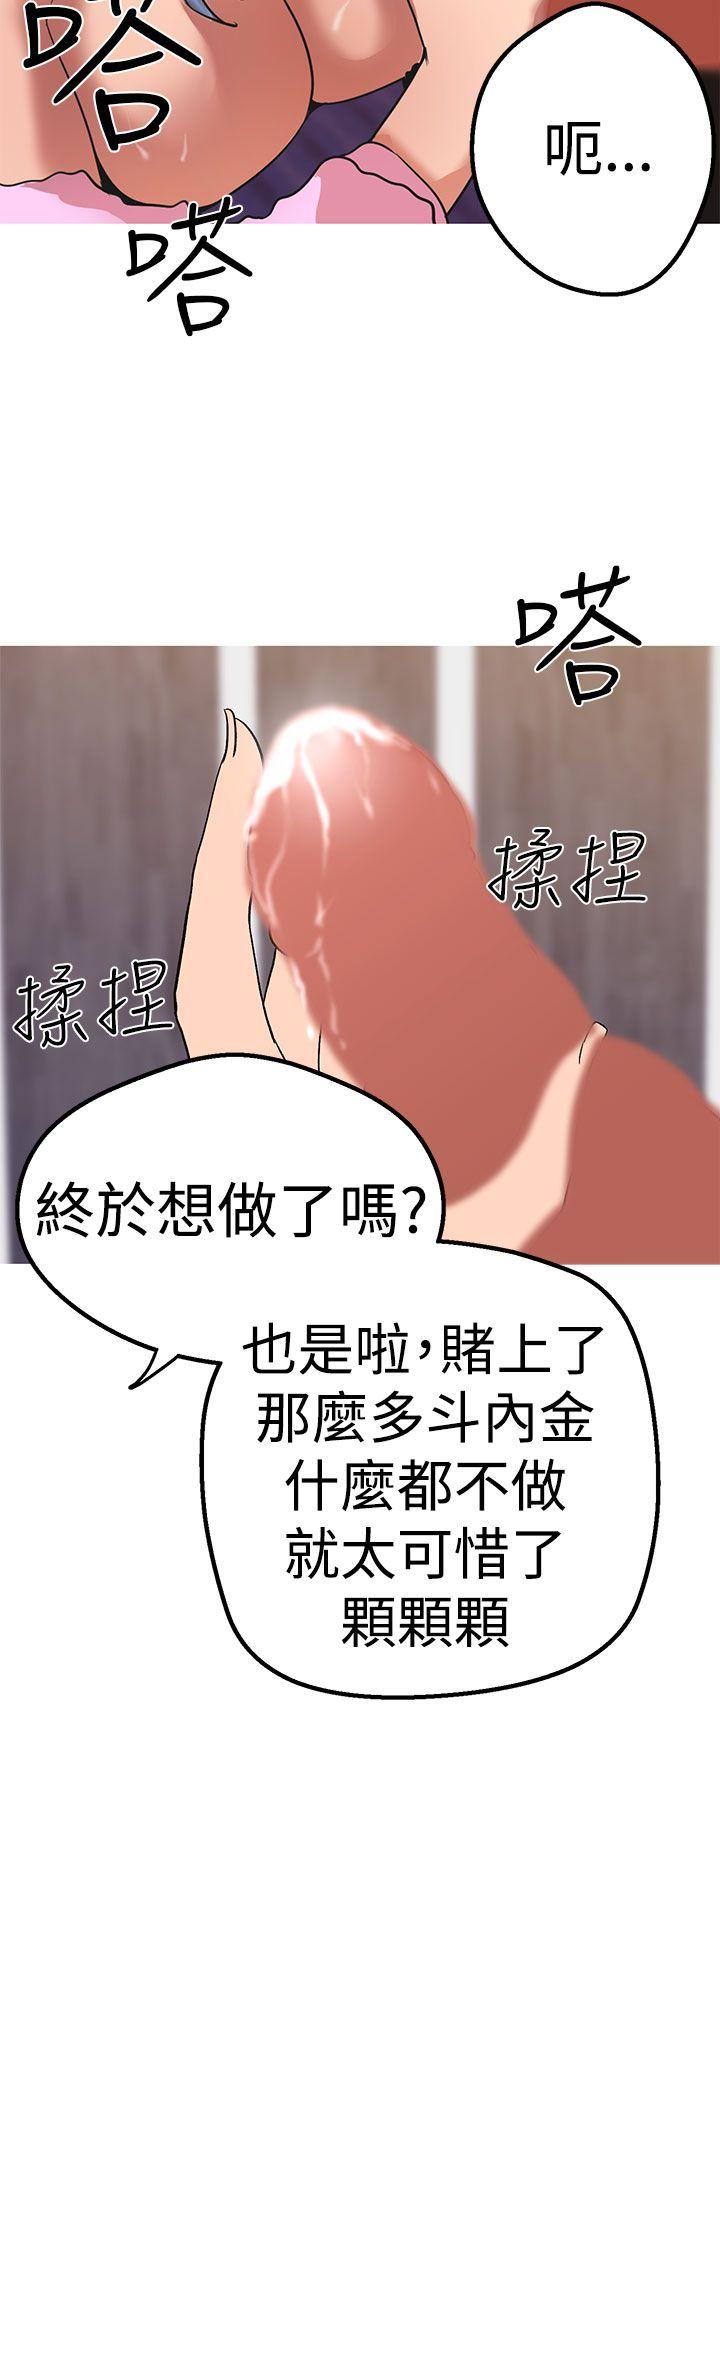 嗒
呃...
嗒
嗒
揉捏
揉捏
終於想做了嗎?
也是啦，賭上了
那麼多斗內金
什麼都不做
就太可惜了
顆顆顆